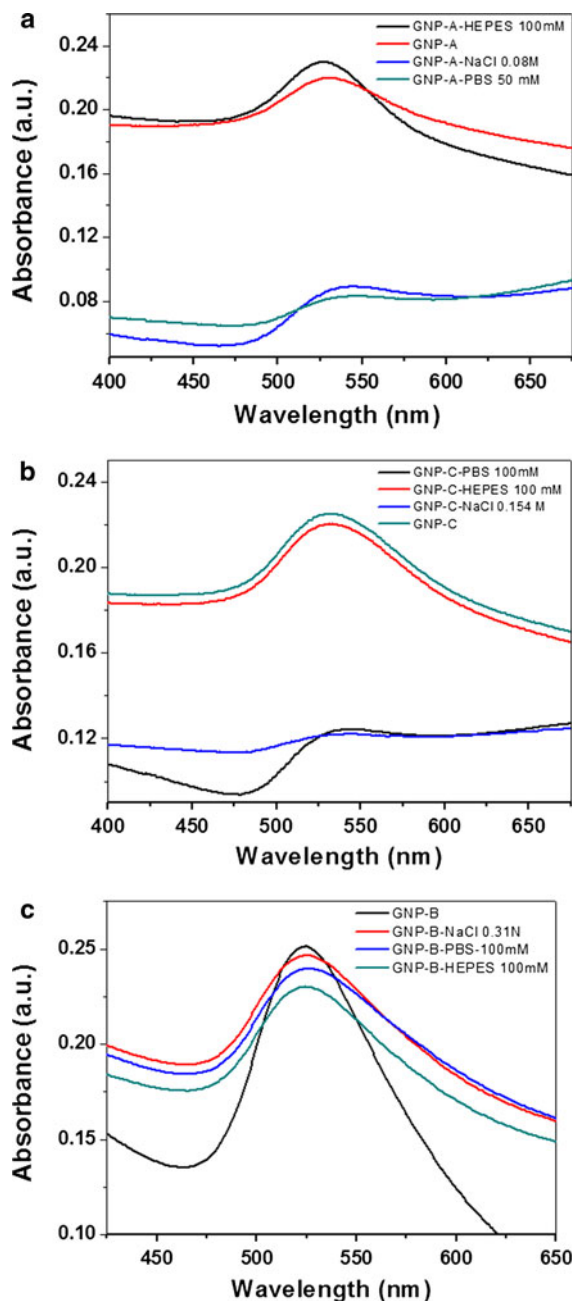 a
GNP-A-HEPES 100mM
GNP-A
GNP-A-NaCl 0.08M
GNP-A-PBS 50 mM
0.24
0.20
0.16
0.12
0.08
Absorbance (a.u.)
400 450 500 550 600 650
Wavelength (nm)
b
GNP-C-PBS 100mM
GNP-C-HEPES 100 mM
GNP-C-NaCl 0.154 M
GNP-C
0.24
0.20
0.16
0.12
Absorbance (a.u.)
400 450 500 550 600 650
Wavelength (nm)
c
GNP-B
GNP-B-NaCl 0.31N
GNP-B-PBS-100mM
GNP-B-HEPES 100mM
0.25
0.20
0.15
0.10
Absorbance (a.u.)
450 500 550 600 650
Wavelength (nm)